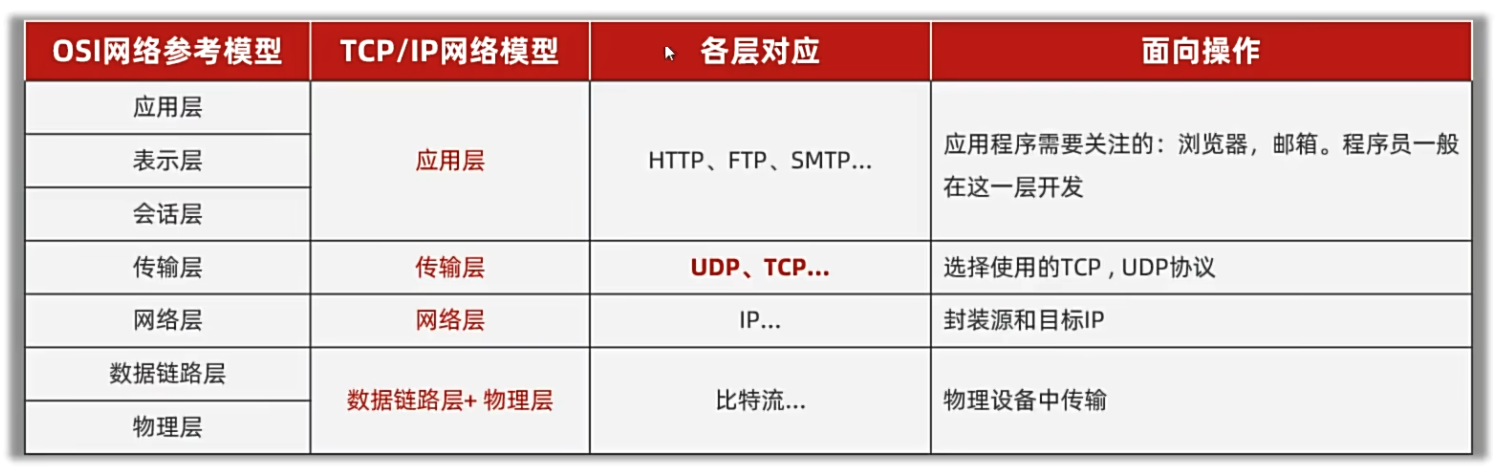 OSI网络参考模型 TCP/IP网络模型 各层对应 面向操作
应用层
表示层
会话层
应用层
HTTP、FTP、SMTP...
应用程序需要关注的：浏览器，邮箱。程序员一般
在这一层开发
传输层 传输层 UDP、TCP... 选择使用的TCP , UDP协议
网络层 网络层 IP... 封装源和目标IP
数据链路层
物理层
数据链路层+ 物理层
比特流...
物理设备中传输